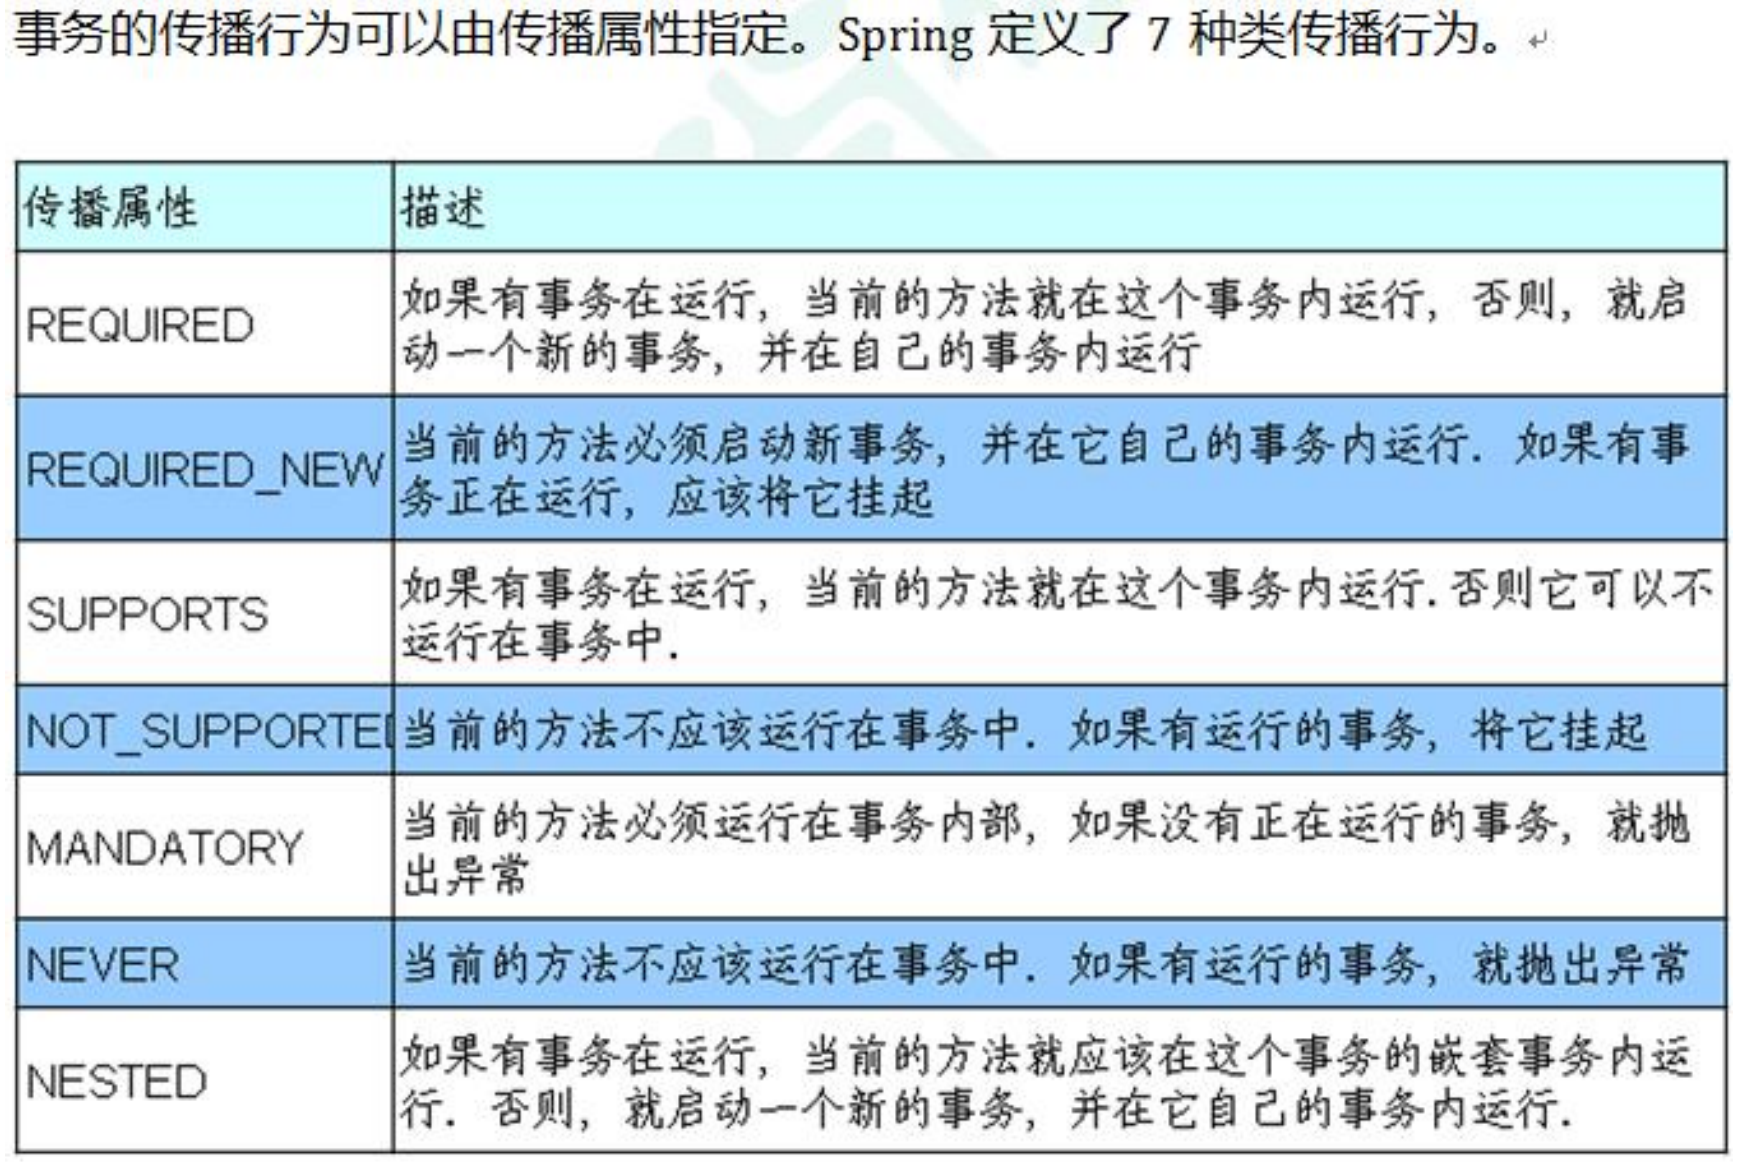 事务的传播行为可以由传播属性指定。Spring 定义了 7 种类传播行为。
传播属性
描述
REQUIRED
如果有事务在运行，当前的方法就在这个事务内运行，否则，就启
动一个新的事务，并在自己的事务内运行
REQUIRED_NEW
当前的方法必须启动新事务，并在它自己的事务内运行. 如果有事
务正在运行，应该将它挂起
SUPPORTS
如果有事务在运行，当前的方法就在这个事务内运行.否则它可以不
运行在事务中.
NOT_SUPPORTED
当前的方法不应该运行在事务中. 如果有运行的事务，将它挂起
MANDATORY
当前的方法必须运行在事务内部，如果没有正在运行的事务，就抛
出异常
NEVER
当前的方法不应该运行在事务中. 如果有运行的事务，就抛出异常
NESTED
如果有事务在运行，当前的方法就应该在这个事务的嵌套事务内运
行. 否则，就启动一个新的事务，并在它自己的事务内运行.